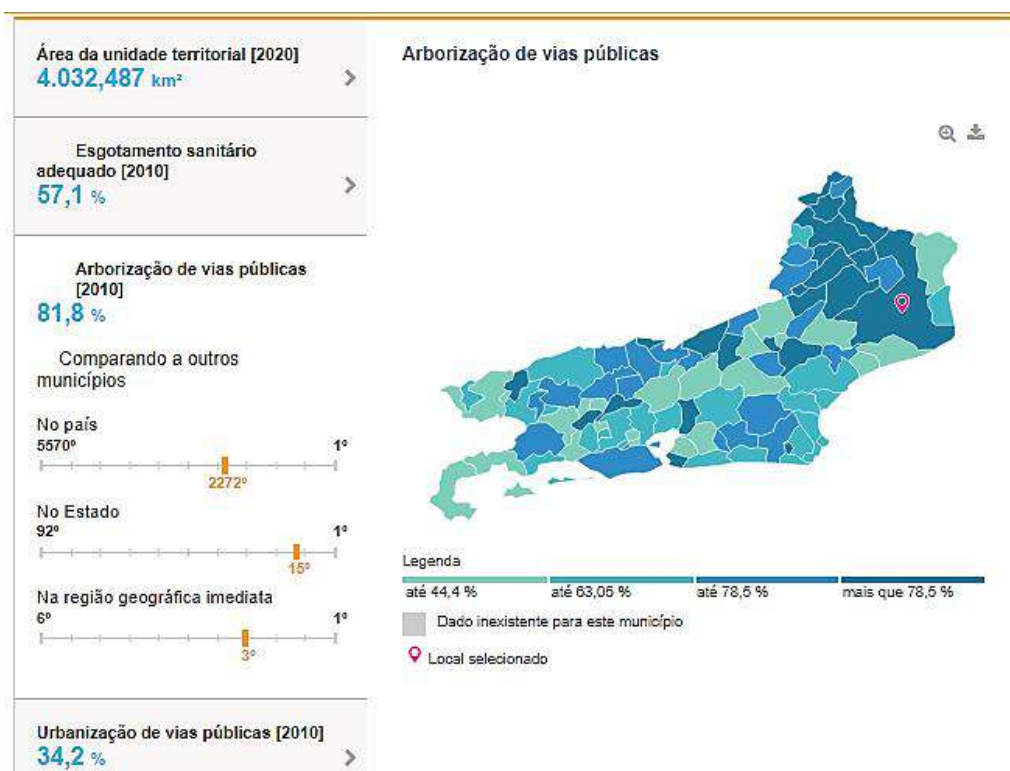 Área da unidade territorial [2020]
4.032,487 km²
Esgotamento sanitário
adequado [2010]
57,1 %
Arborização de vias públicas
[2010]
81,8 %
Comparando a outros
municípios
No país
5570º 1º
2272º
No Estado
92º 1º
15º
Na região geográfica imediata
6º 1º
3º
Urbanização de vias públicas [2010]
34,2 %
Arborização de vias públicas
Legenda
até 44,4 % até 63,05 % até 78,5 % mais que 78,5 %
Dado inexistente para este município
Local selecionado